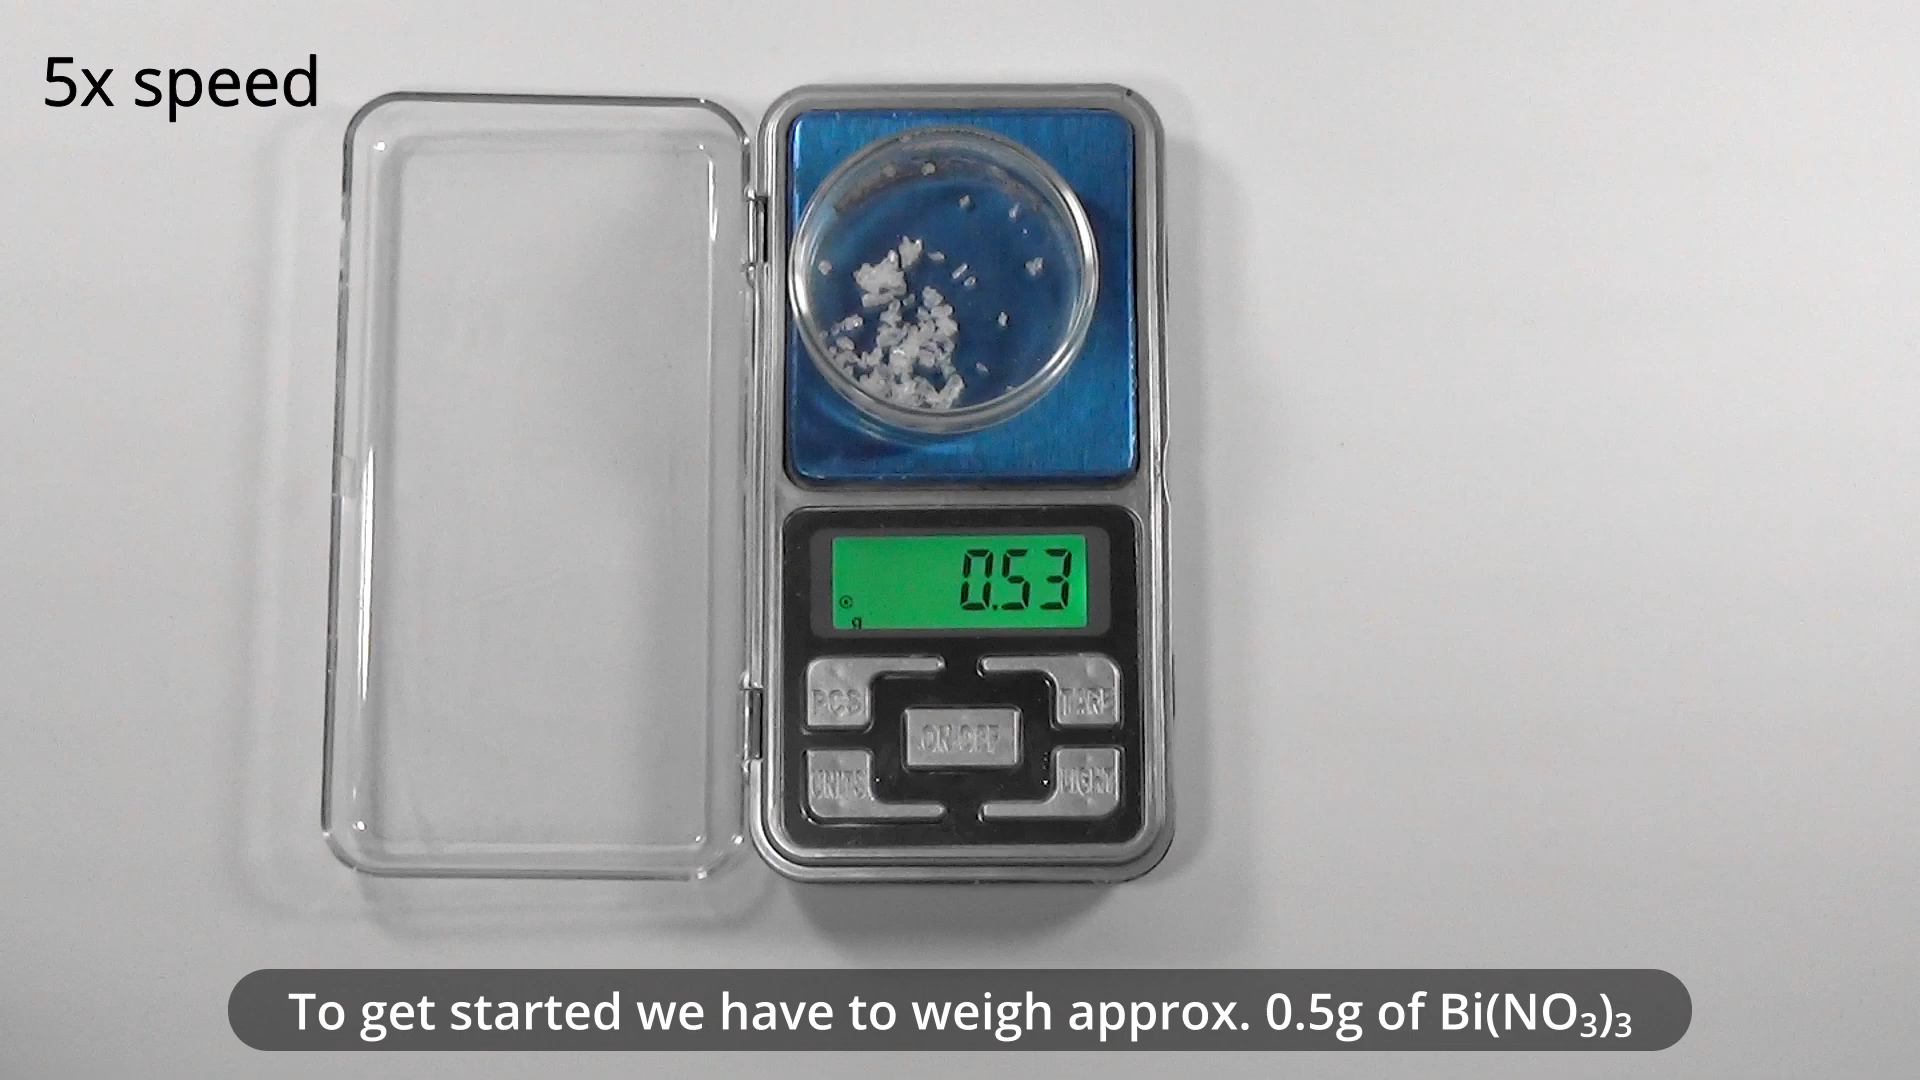 5x speed
0.53
g
PCS
TARE
ON/OFF
UNITS
LIGHT
To get started we have to weigh approx. 0.5g of Bi(NO₃)₃